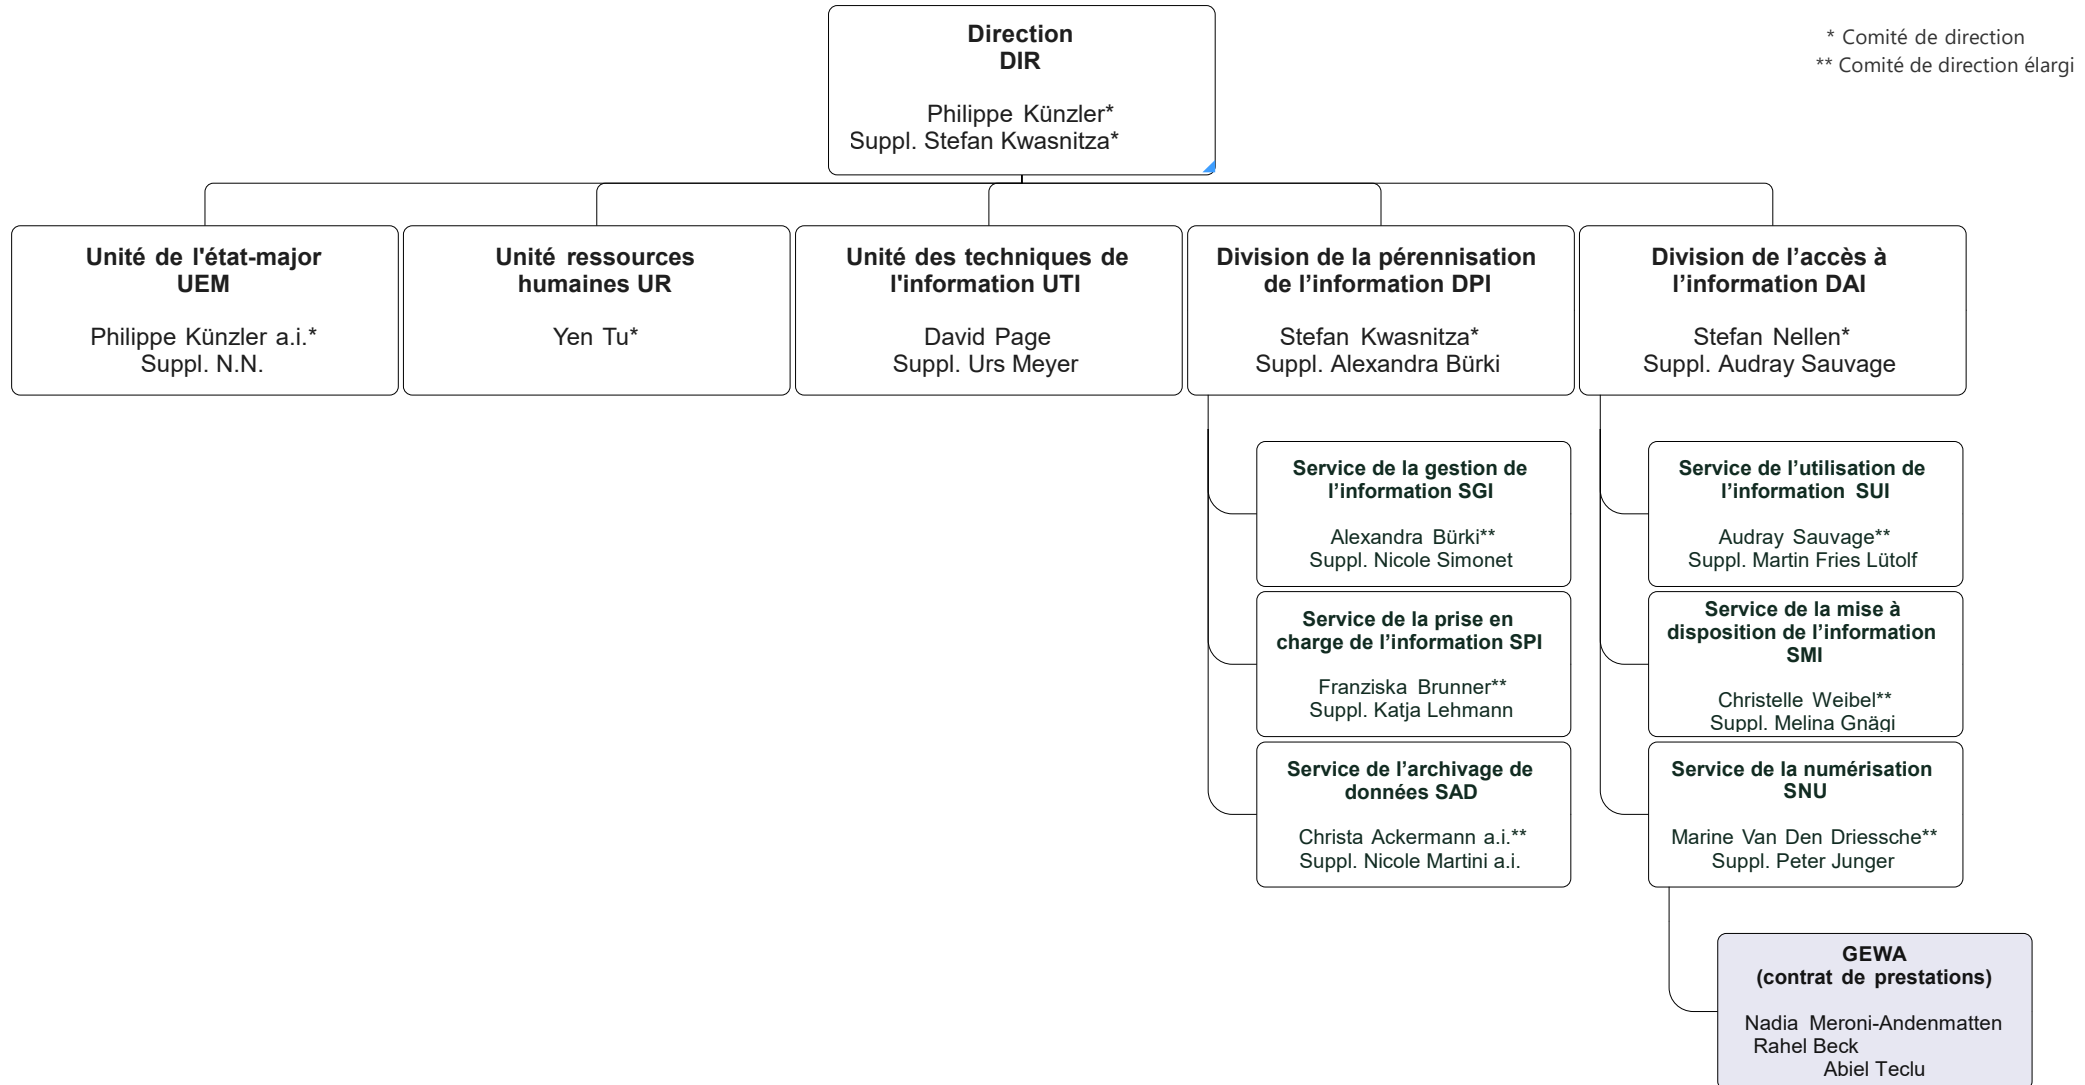 Direction
DIR
Philippe Künzler*
Suppl. Stefan Kwasnitza*
* Comité de direction
** Comité de direction élargi
Unité de l'état-major
UEM
Philippe Künzler a.i.*
Suppl. N.N.
Unité ressources
humaines UR
Yen Tu*
Unité des techniques de
l'information UTI
David Page
Suppl. Urs Meyer
Division de la pérennisation
de l’information DPI
Stefan Kwasnitza*
Suppl. Alexandra Bürki
Division de l’accès à
l’information DAI
Stefan Nellen*
Suppl. Audray Sauvage
Service de la gestion de
l’information SGI
Alexandra Bürki**
Suppl. Nicole Simonet
Service de la prise en
charge de l’information SPI
Franziska Brunner**
Suppl. Katja Lehmann
Service de l’archivage de
données SAD
Christa Ackermann a.i.**
Suppl. Nicole Martini a.i.
Service de l’utilisation de
l’information SUI
Audray Sauvage**
Suppl. Martin Fries Lütolf
Service de la mise à
disposition de l’information
SMI
Christelle Weibel**
Suppl. Melina Gnägi
Service de la numérisation
SNU
Marine Van Den Driessche**
Suppl. Peter Junger
GEWA
(contrat de prestations)
Nadia Meroni-Andenmatten
Rahel Beck
Abiel Teclu